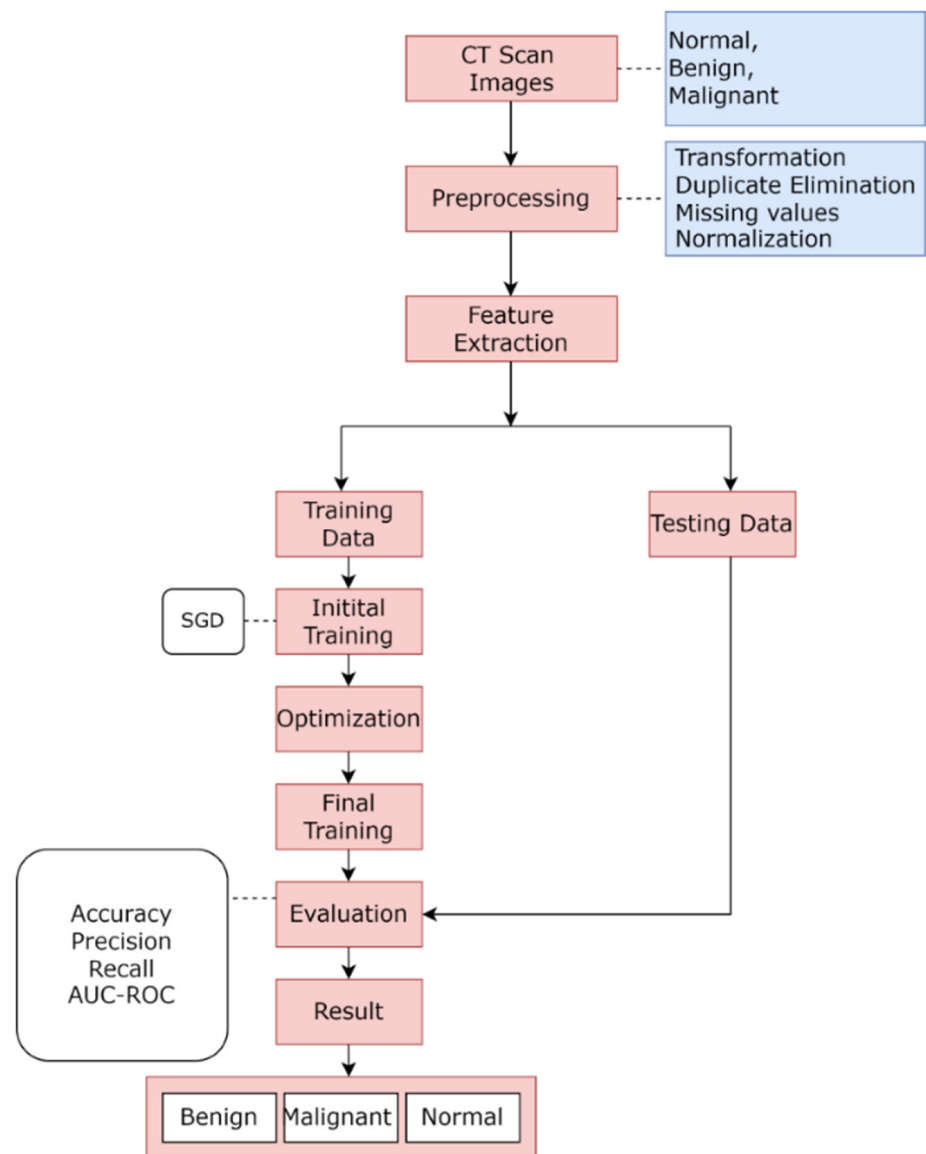 CT Scan
Images
Normal,
Benign,
Malignant
Preprocessing
Transformation
Duplicate Elimination
Missing values
Normalization
Feature
Extraction
Training
Data
Testing Data
SGD
Initital
Training
Optimization
Final
Training
Accuracy
Precision
Recall
AUC-ROC
Evaluation
Result
Benign
Malignant
Normal